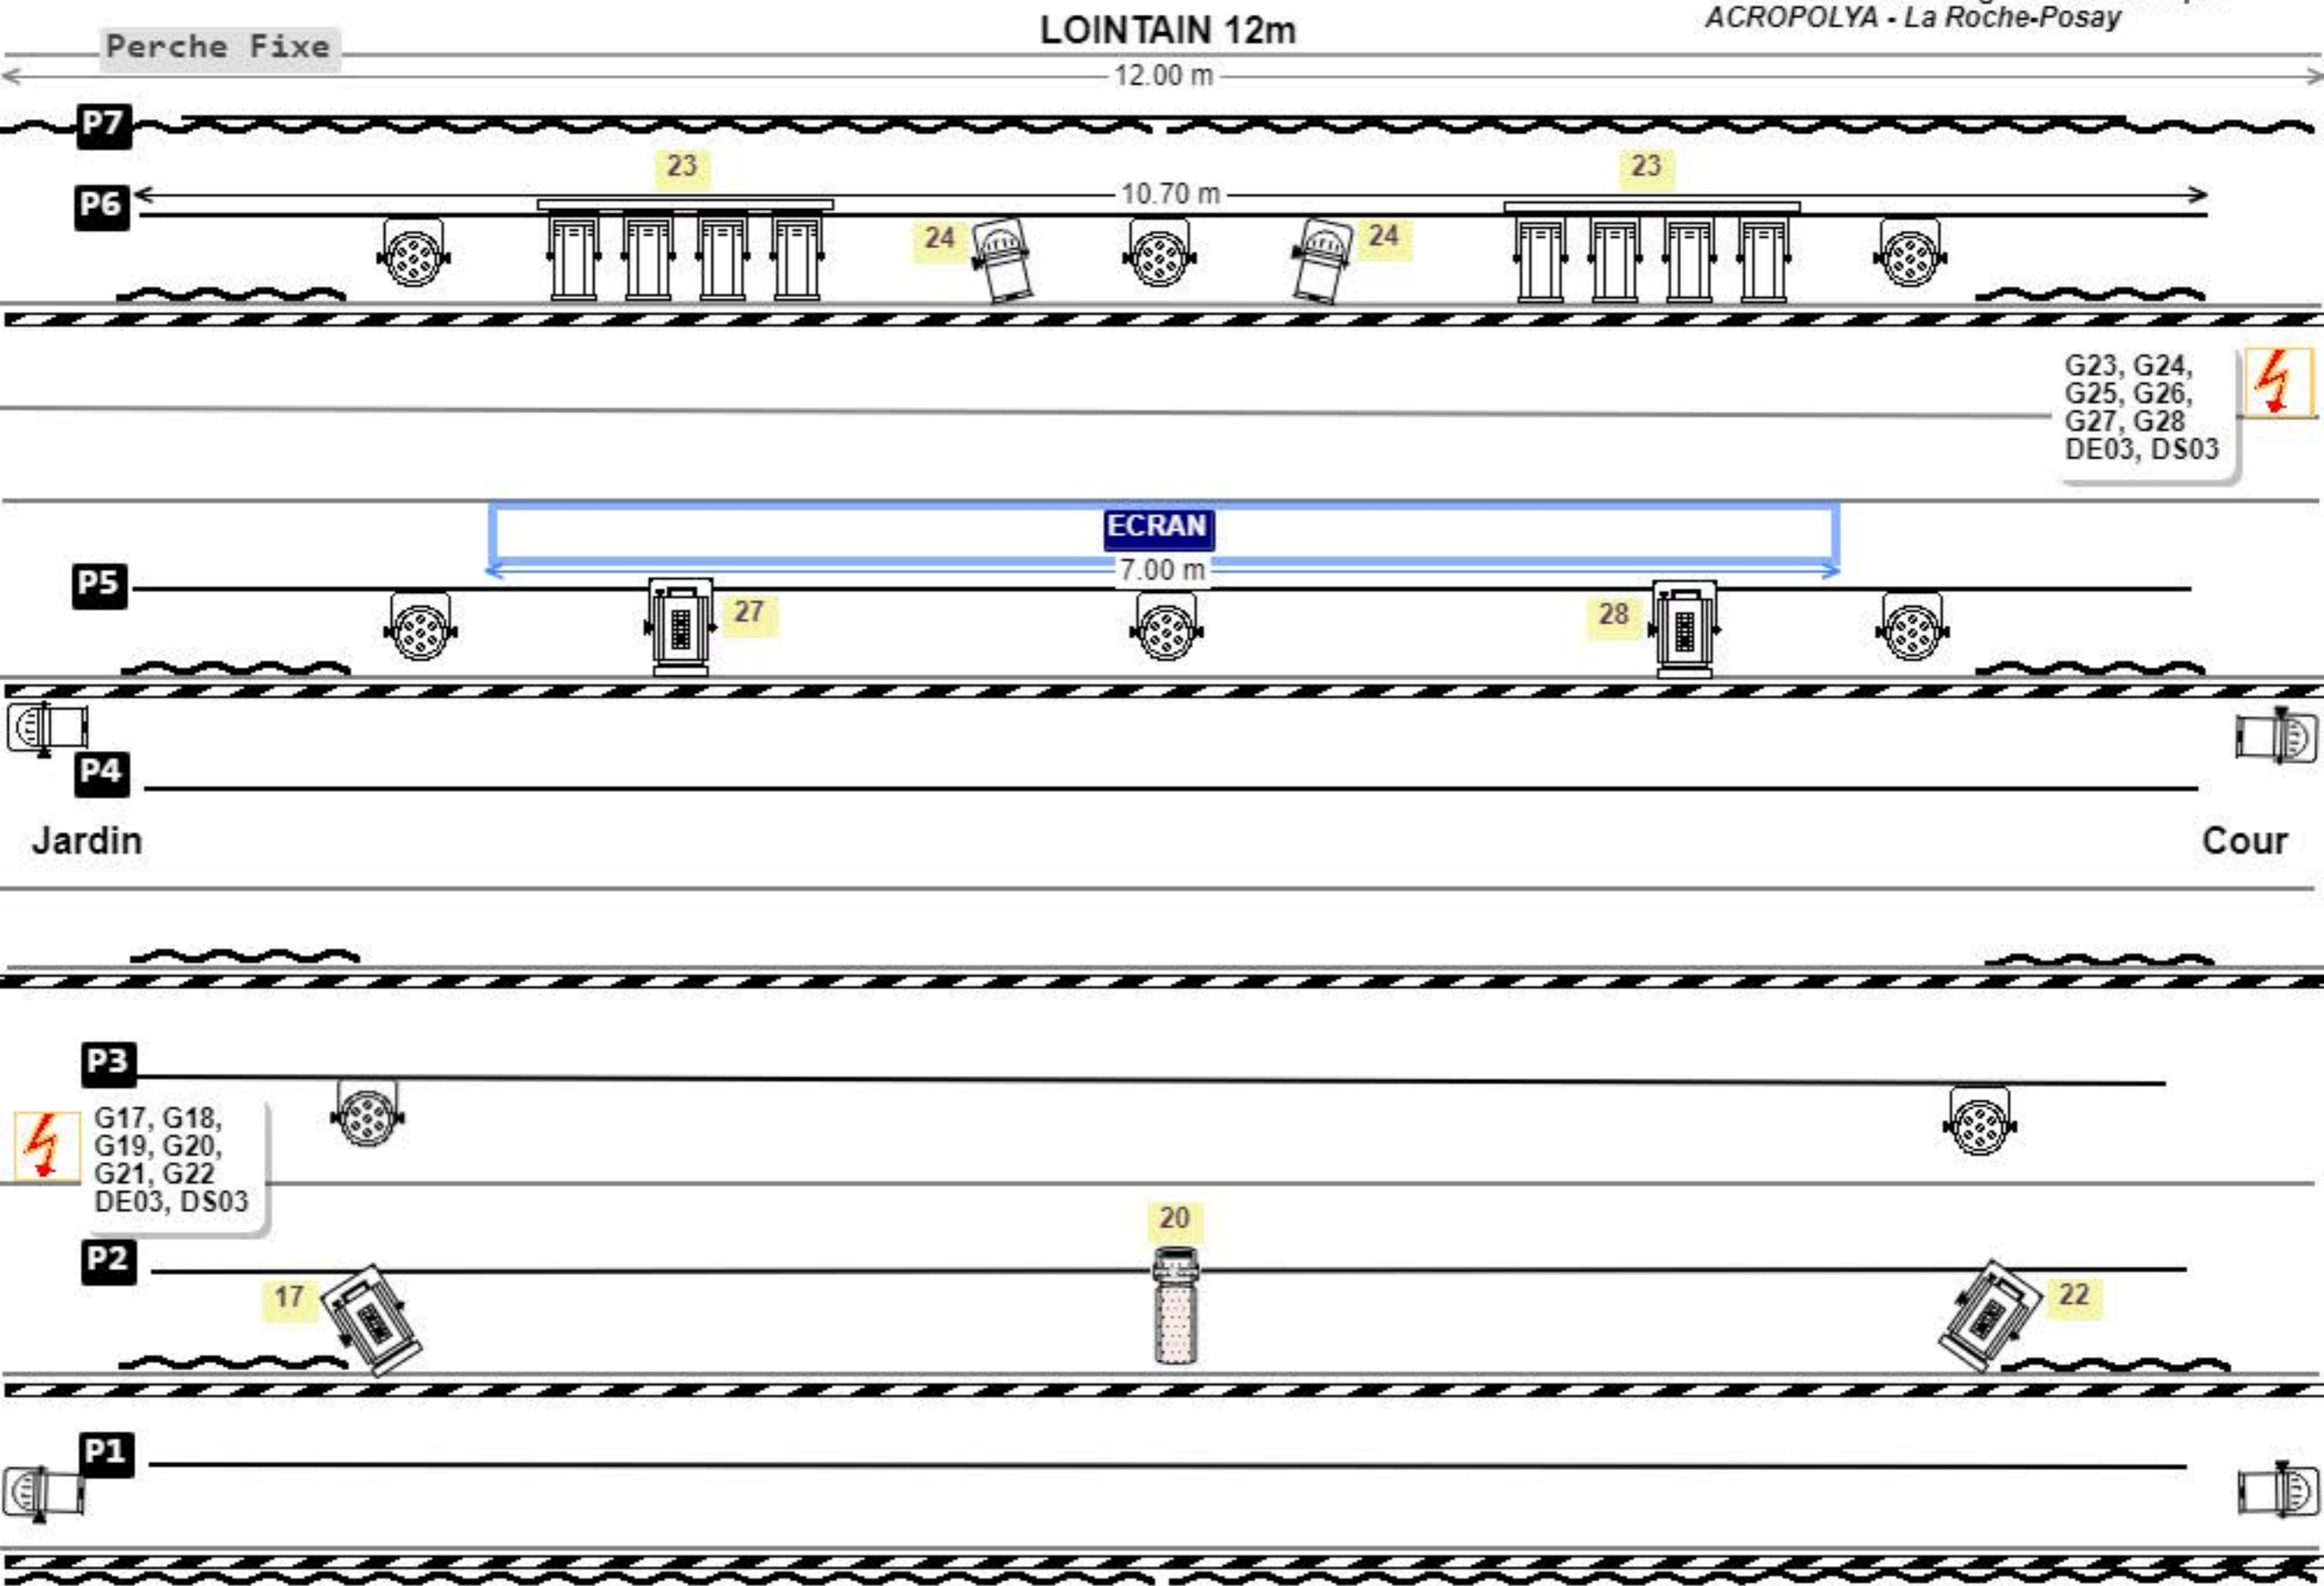 LOINTAIN 12m
ACROPOLYA - La Roche-Posay
Perche Fixe
12.00 m
P7
23
23
P6
10.70 m
24
24
G23, G24,
G25, G26,
G27, G28
DE03, DS03
ECRAN
7.00 m
P5
27
28
P4
Jardin
Cour
P3
G17, G18,
G19, G20,
G21, G22
DE03, DS03
20
P2
17
22
P1